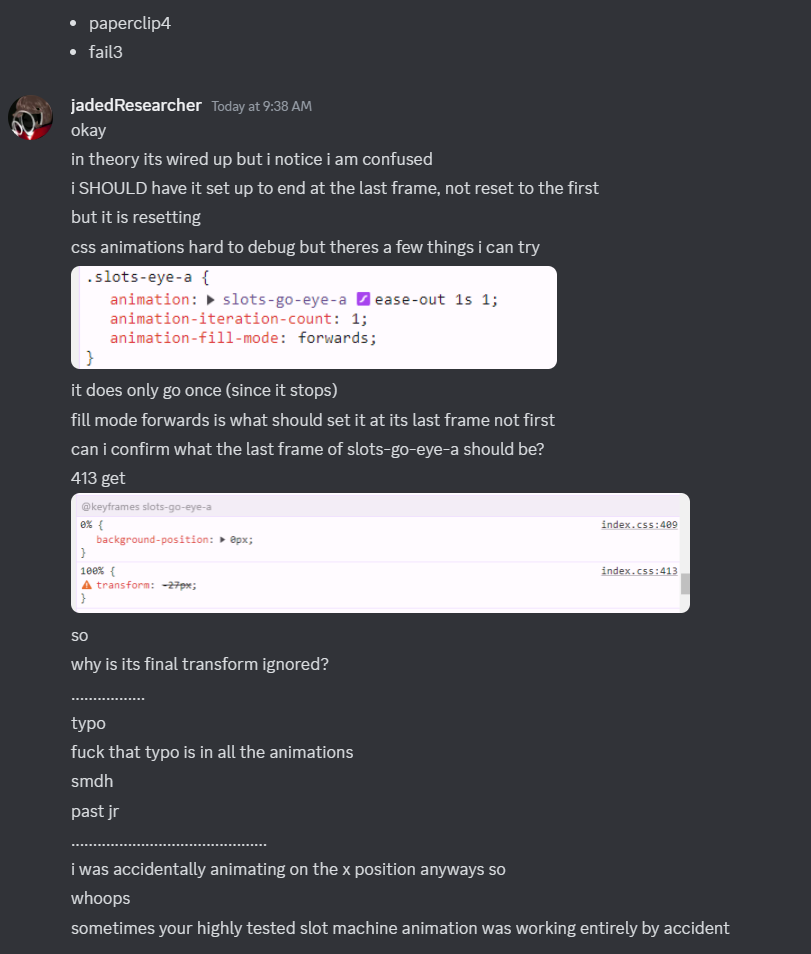 paperclip4
fail3
jadedResearcher Today at 9:38 AM
okay
in theory its wired up but i notice i am confused
i SHOULD have it set up to end at the last frame, not reset to the first
but it is resetting
css animations hard to debug but theres a few things i can try
.slots-eye-a {
animation: slots-go-eye-a ease-out 1s 1;
animation-iteration-count: 1;
animation-fill-mode: forwards;
}
it does only go once (since it stops)
fill mode forwards is what should set it at its last frame not first
can i confirm what the last frame of slots-go-eye-a should be?
413 get
@keyframes slots-go-eye-a
0% { index.css:409
background-position: 0px;
}
100% { index.css:413
transform: -27px;
}
so
why is its final transform ignored?
.................
typo
fuck that typo is in all the animations
smdh
past jr
.............................................
i was accidentally animating on the x position anyways so
whoops
sometimes your highly tested slot machine animation was working entirely by accident